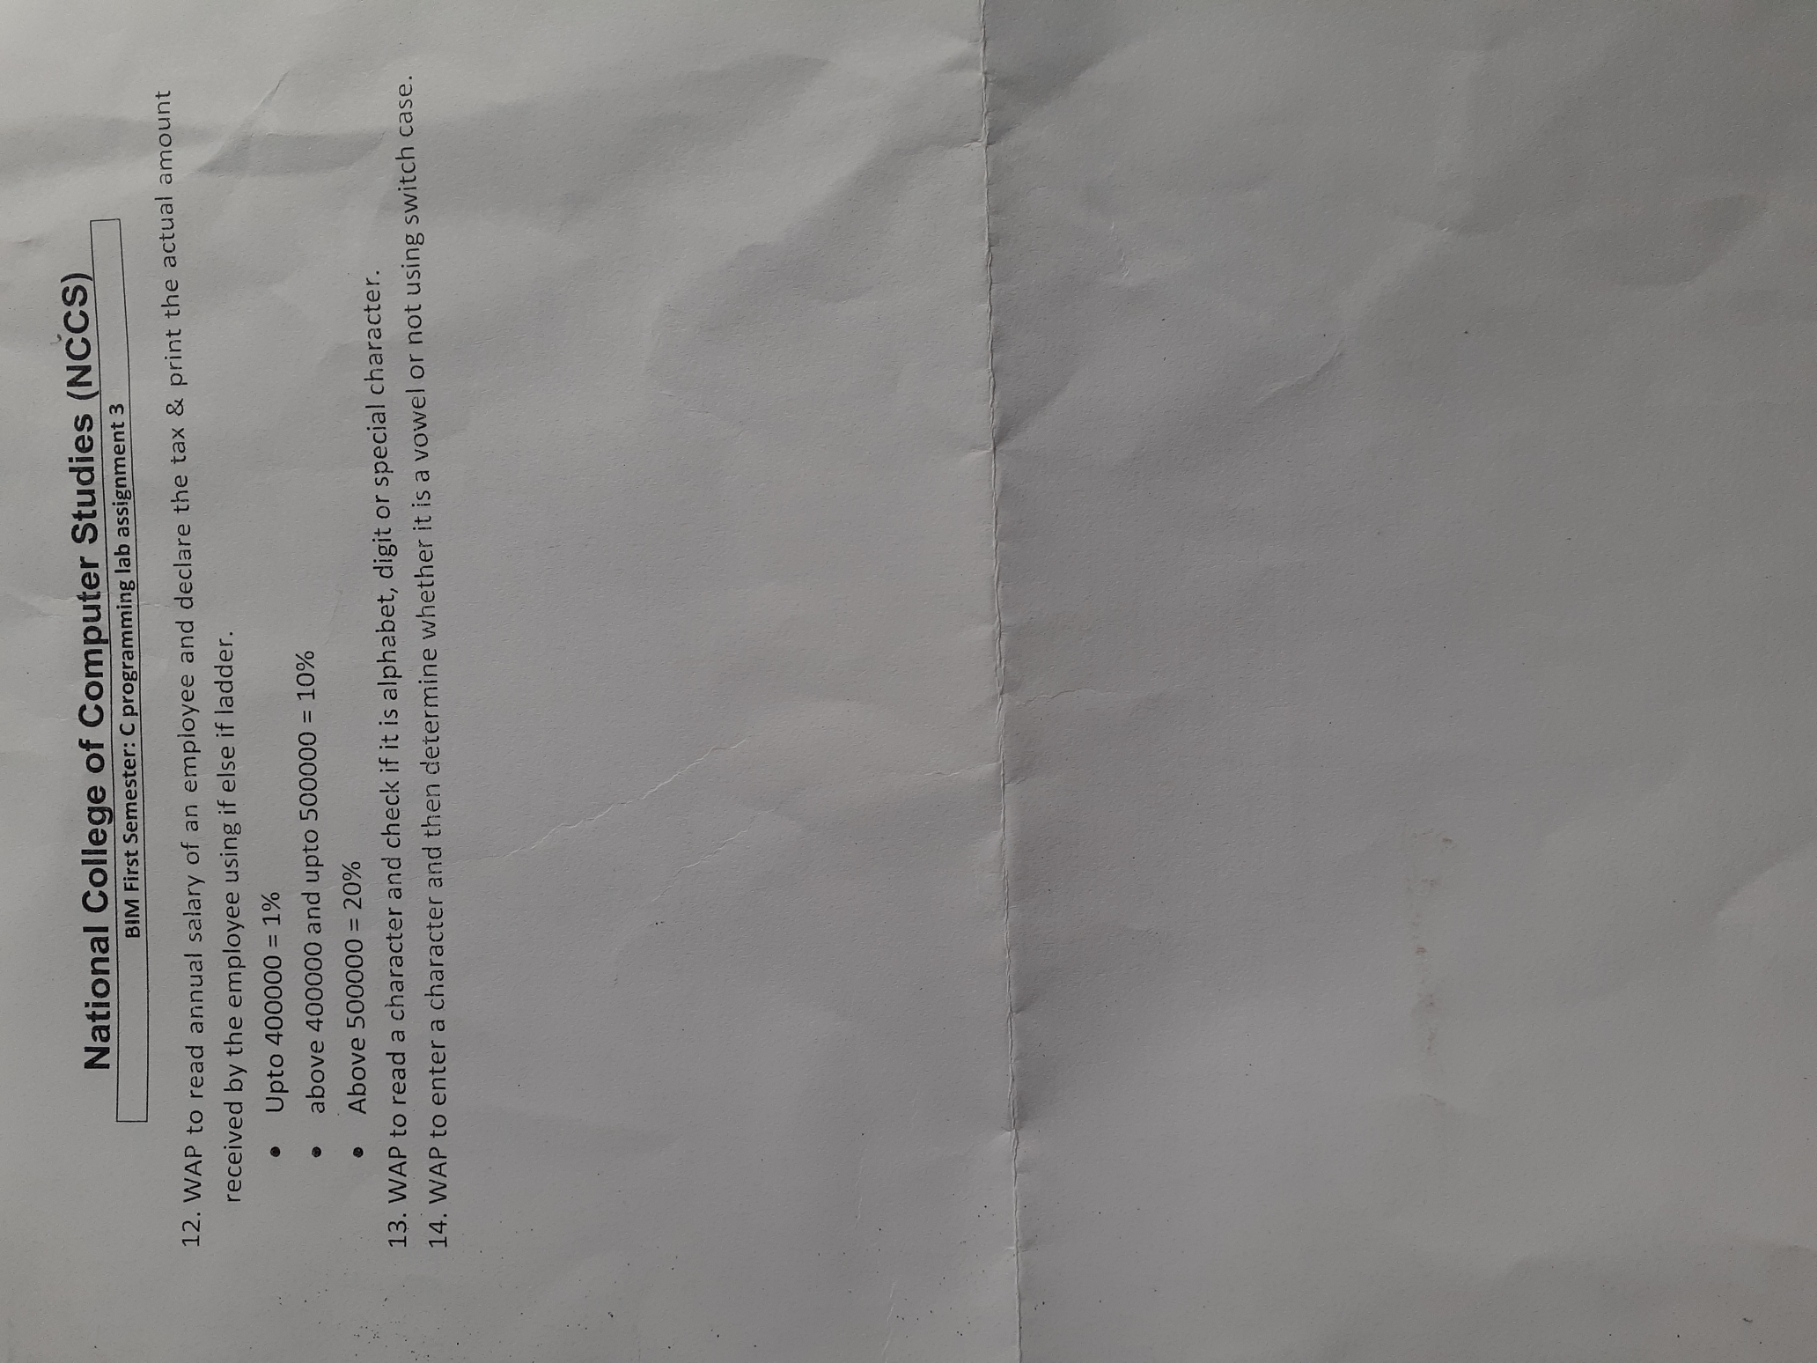 National College of Computer Studies (NCCS)
BIM First Semester: C programming lab assignment 3
12. WAP to read annual salary of an employee and declare the tax & print the actual amount
received by the employee using if else if ladder.
• Upto 400000 = 1%
• above 400000 and upto 500000 = 10%
• Above 500000 = 20%
13. WAP to read a character and check if it is alphabet, digit or special character.
14. WAP to enter a character and then determine whether it is a vowel or not using switch case.